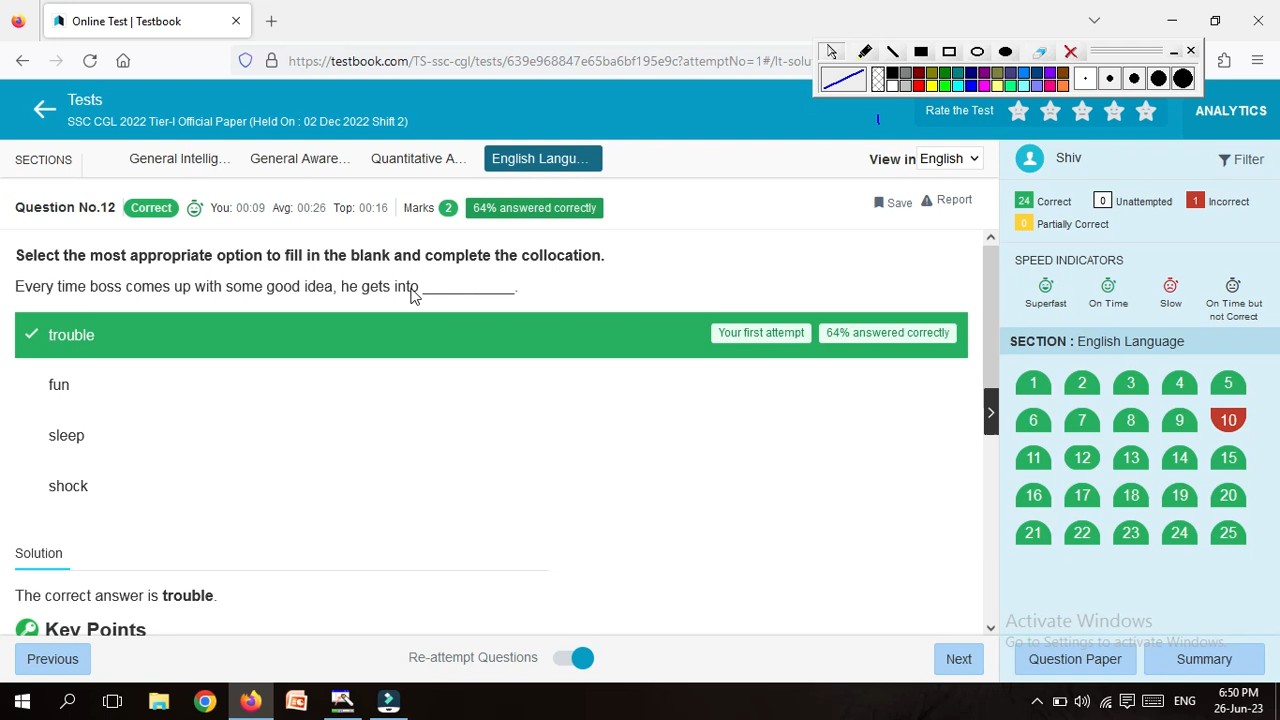 Online Test | Testbook
https://testbook.com/TS-ssc-cgl/tests/639e968847e65ba6bf195e9c?attemptNo=1#/lt-solu
Tests
SSC CGL 2022 Tier-I Official Paper (Held On : 02 Dec 2022 Shift 2)
Rate the Test
ANALYTICS
SECTIONS
General Intellig...
General Aware...
Quantitative A...
English Langu...
View in English
Shiv
Filter
Question No.12
Correct
You: 00:09 Avg: 00:26 Top: 00:16
Marks 2
64% answered correctly
Save
Report
24 Correct
0 Unattempted
1 Incorrect
0 Partially Correct
Select the most appropriate option to fill in the blank and complete the collocation.
Every time boss comes up with some good idea, he gets into ____________.
trouble
Your first attempt
64% answered correctly
fun
sleep
shock
SPEED INDICATORS
Superfast
On Time
Slow
On Time but
not Correct
SECTION : English Language
1 2 3 4 5
6 7 8 9 10
11 12 13 14 15
16 17 18 19 20
21 22 23 24 25
Solution
The correct answer is trouble.
Key Points
Activate Windows
Go to Settings to activate Windows.
Previous
Re-attempt Questions
Next
Question Paper
Summary
ENG
6:50 PM
26-Jun-23